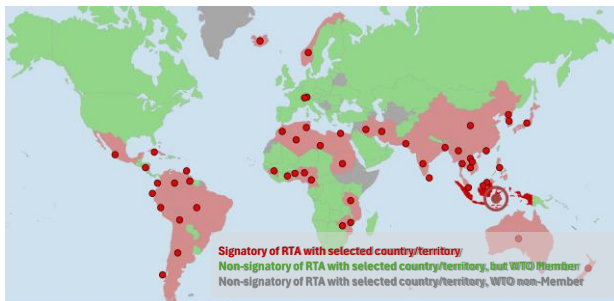 Signatory of RTA with selected country/territory
Non-signatory of RTA with selected country/territory, but WTO Member
Non-signatory of RTA with selected country/territory, WTO non-Member